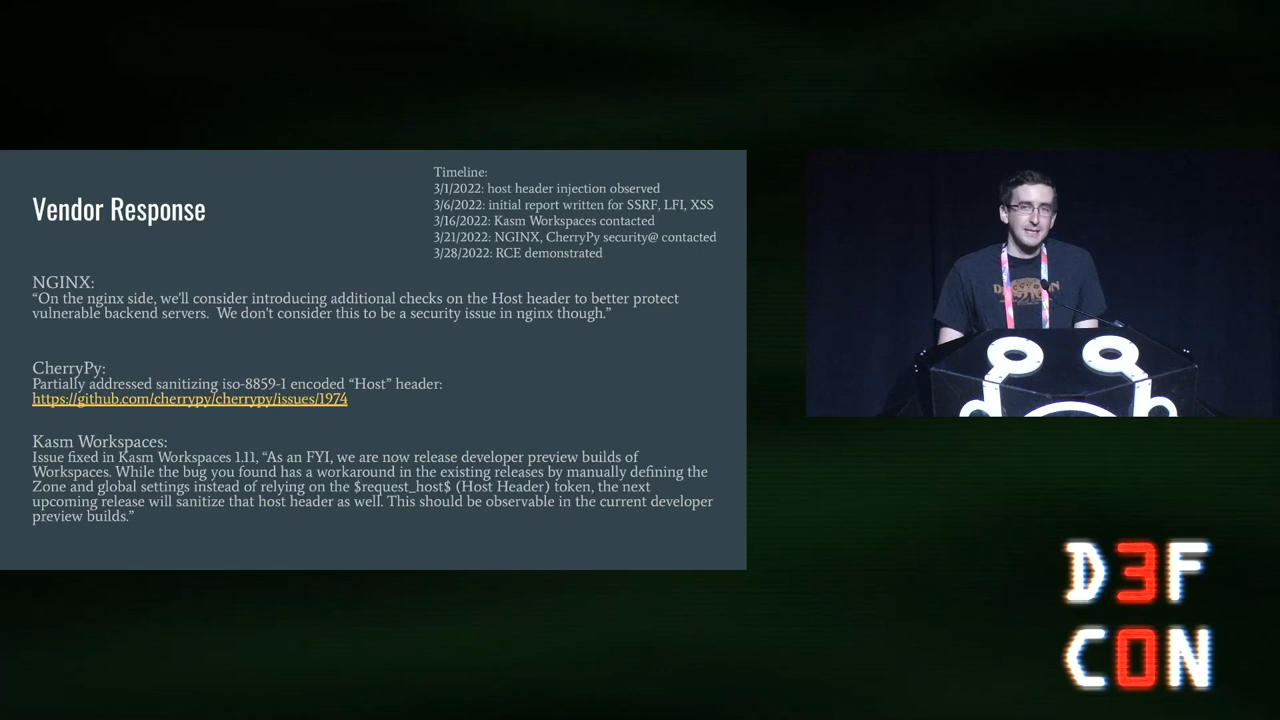 Vendor Response
Timeline:
3/1/2022: host header injection observed
3/6/2022: initial report written for SSRF, LFI, XSS
3/16/2022: Kasm Workspaces contacted
3/21/2022: NGINX, CherryPy security@ contacted
3/28/2022: RCE demonstrated
NGINX:
“On the nginx side, we'll consider introducing additional checks on the Host header to better protect
vulnerable backend servers.  We don't consider this to be a security issue in nginx though.”
CherryPy:
Partially addressed sanitizing iso-8859-1 encoded “Host” header:
https://github.com/cherrypy/cherrypy/issues/1974
Kasm Workspaces:
Issue fixed in Kasm Workspaces 1.11, “As an FYI, we are now release developer preview builds of
Workspaces. While the bug you found has a workaround in the existing releases by manually defining the
Zone and global settings instead of relying on the $request_host$ (Host Header) token, the next
upcoming release will sanitize that host header as well. This should be observable in the current developer
preview builds.”
D3F
C0N